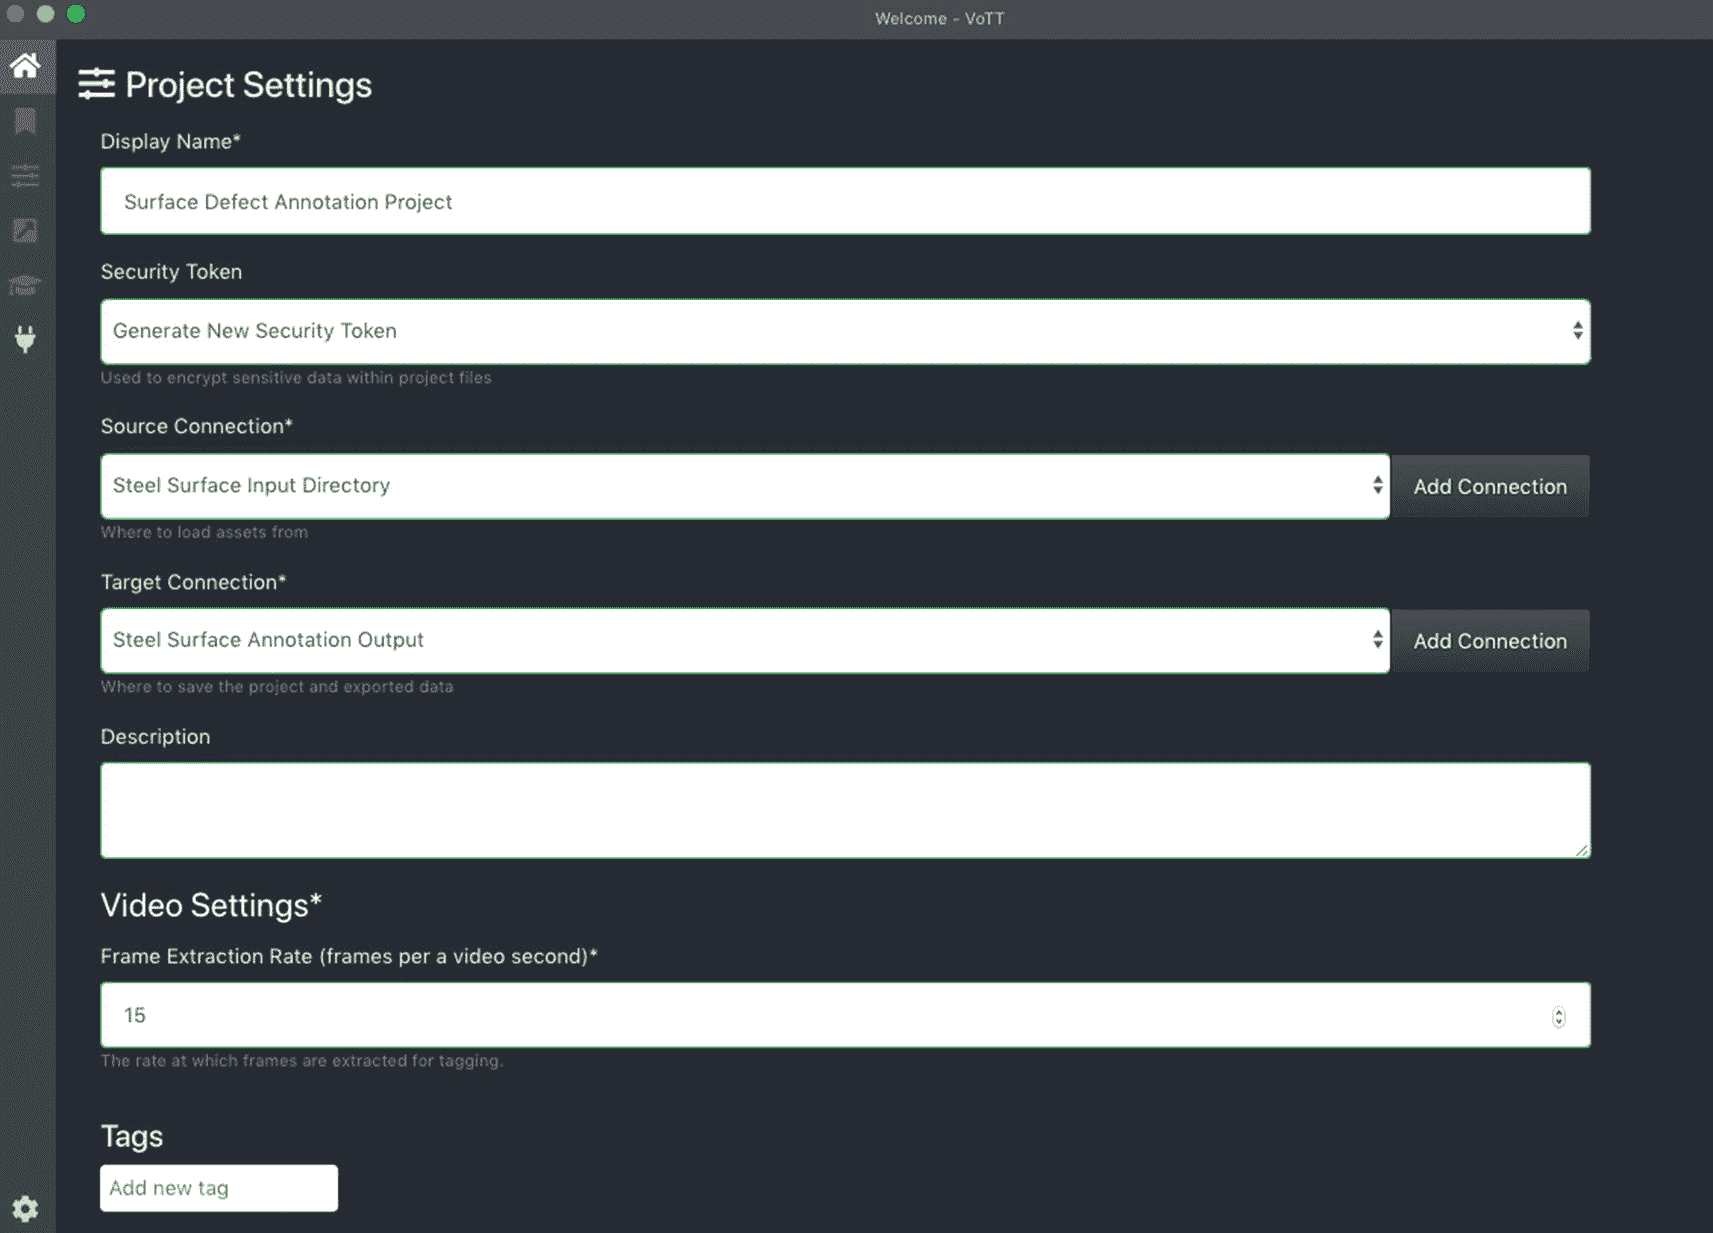 Welcome - VoTT
Project Settings
Display Name*
Surface Defect Annotation Project
Security Token
Generate New Security Token
Used to encrypt sensitive data within project files
Source Connection*
Steel Surface Input Directory
Add Connection
Where to load assets from
Target Connection*
Steel Surface Annotation Output
Add Connection
Where to save the project and exported data
Description
Video Settings*
Frame Extraction Rate (frames per a video second)*
15
The rate at which frames are extracted for tagging.
Tags
Add new tag